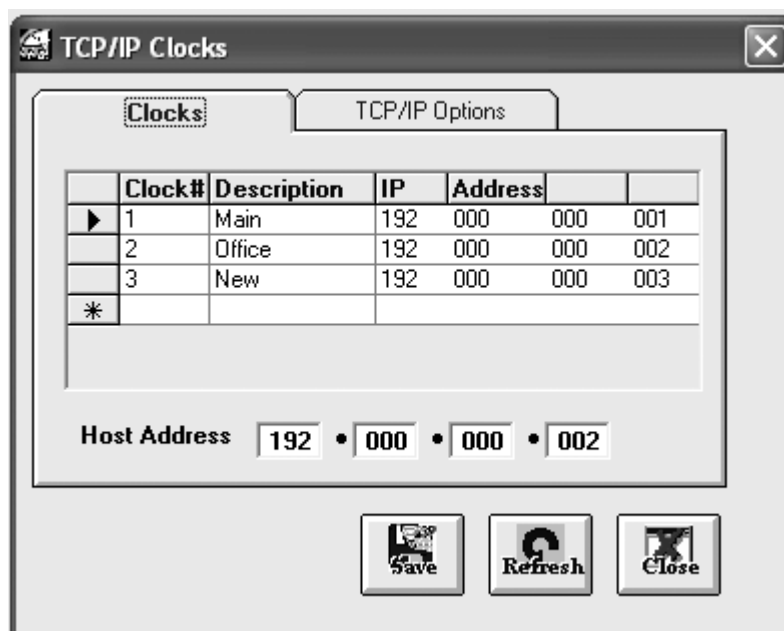 TCP/IP Clocks
Clocks TCP/IP Options
Clock# Description IP Address
1 Main 192 000 000 001
2 Office 192 000 000 002
3 New 192 000 000 003
Host Address 192 • 000 • 000 • 002
Save Refresh Close